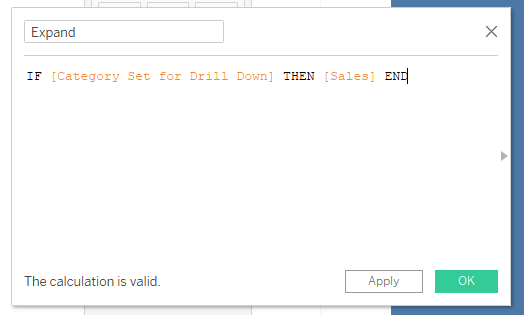 Expand
IF [Category Set for Drill Down] THEN [Sales] END
The calculation is valid.
Apply
OK